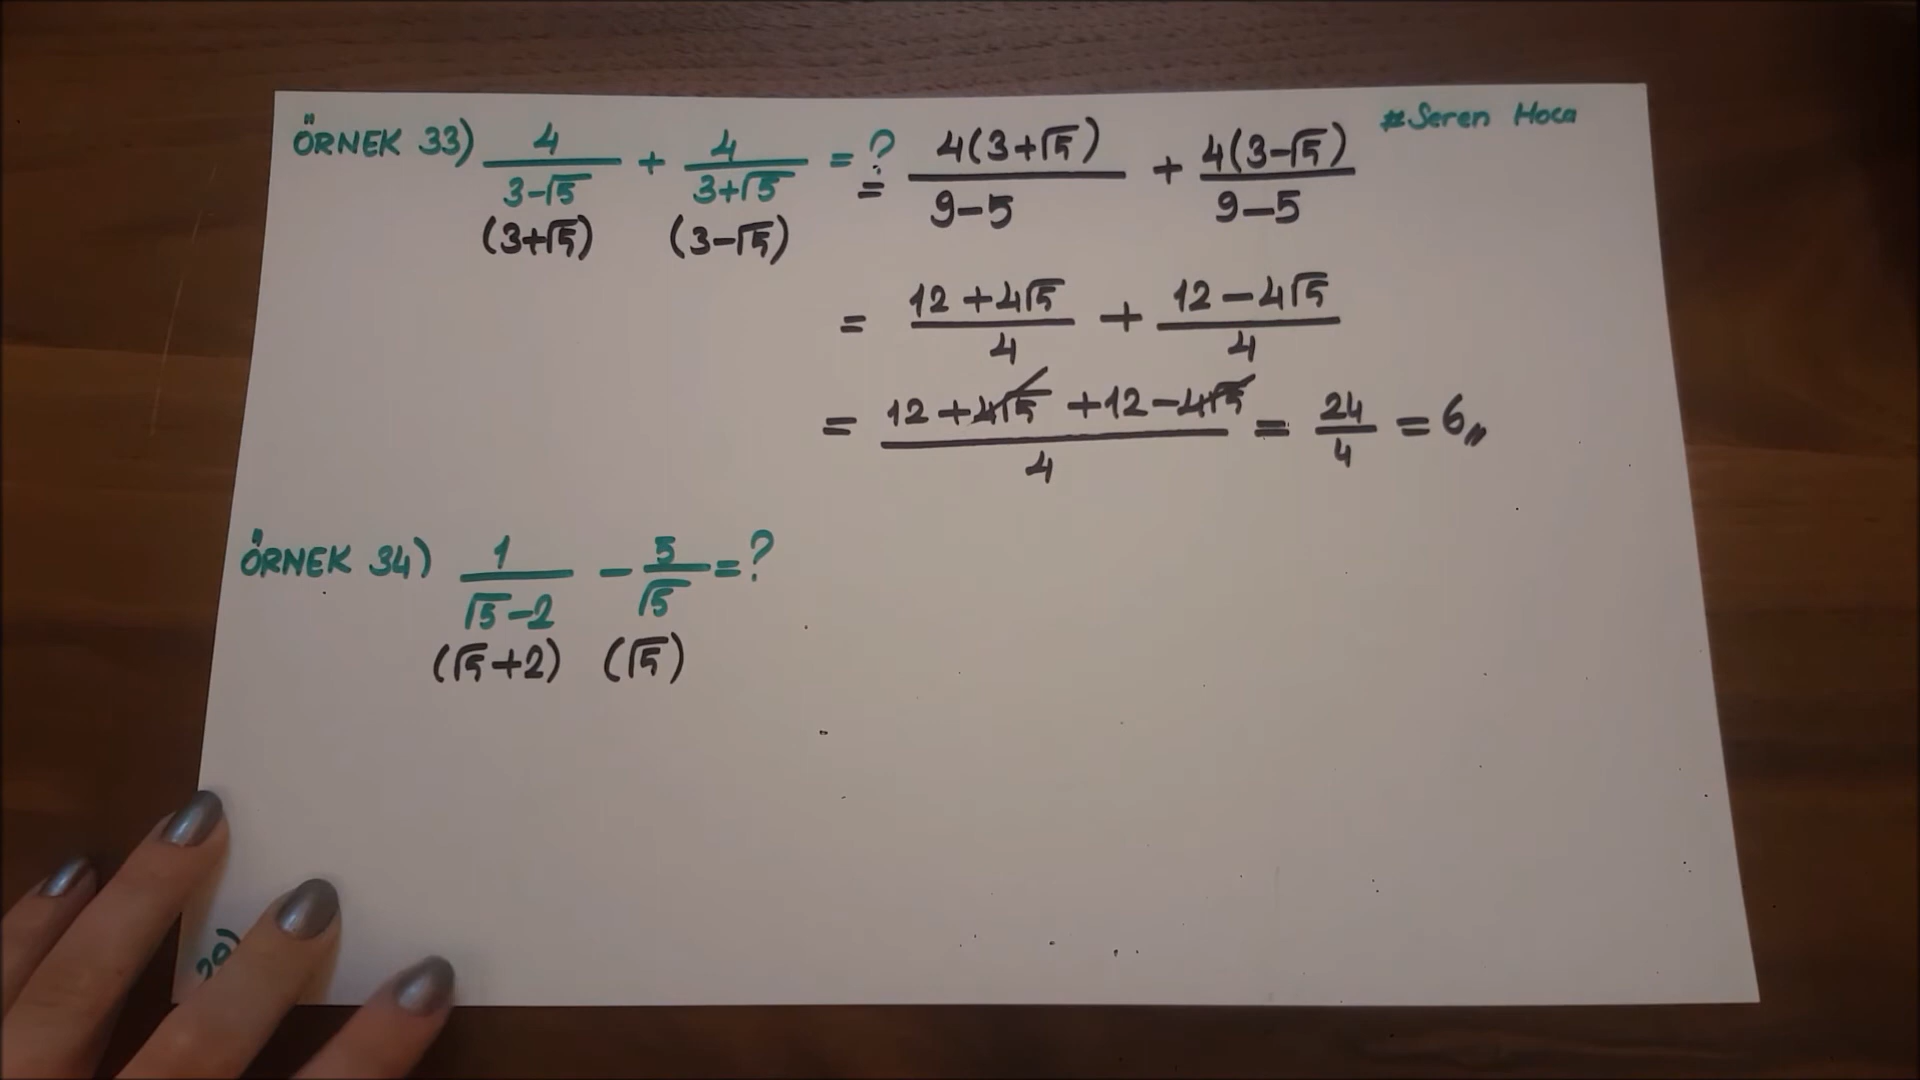 ÖRNEK 33) 4/(3-√5) + 4/(3+√5) = ? = 4(3+√5)/(9-5) + 4(3-√5)/(9-5)
#Seren Hoca
(3+√5) (3-√5)
= (12+4√5)/4 + (12-4√5)/4
= (12+4√5+12-4√5)/4 = 24/4 = 6,,
ÖRNEK 34) 1/(√5-2) - 5/√5 = ?
(√5+2) (√5)